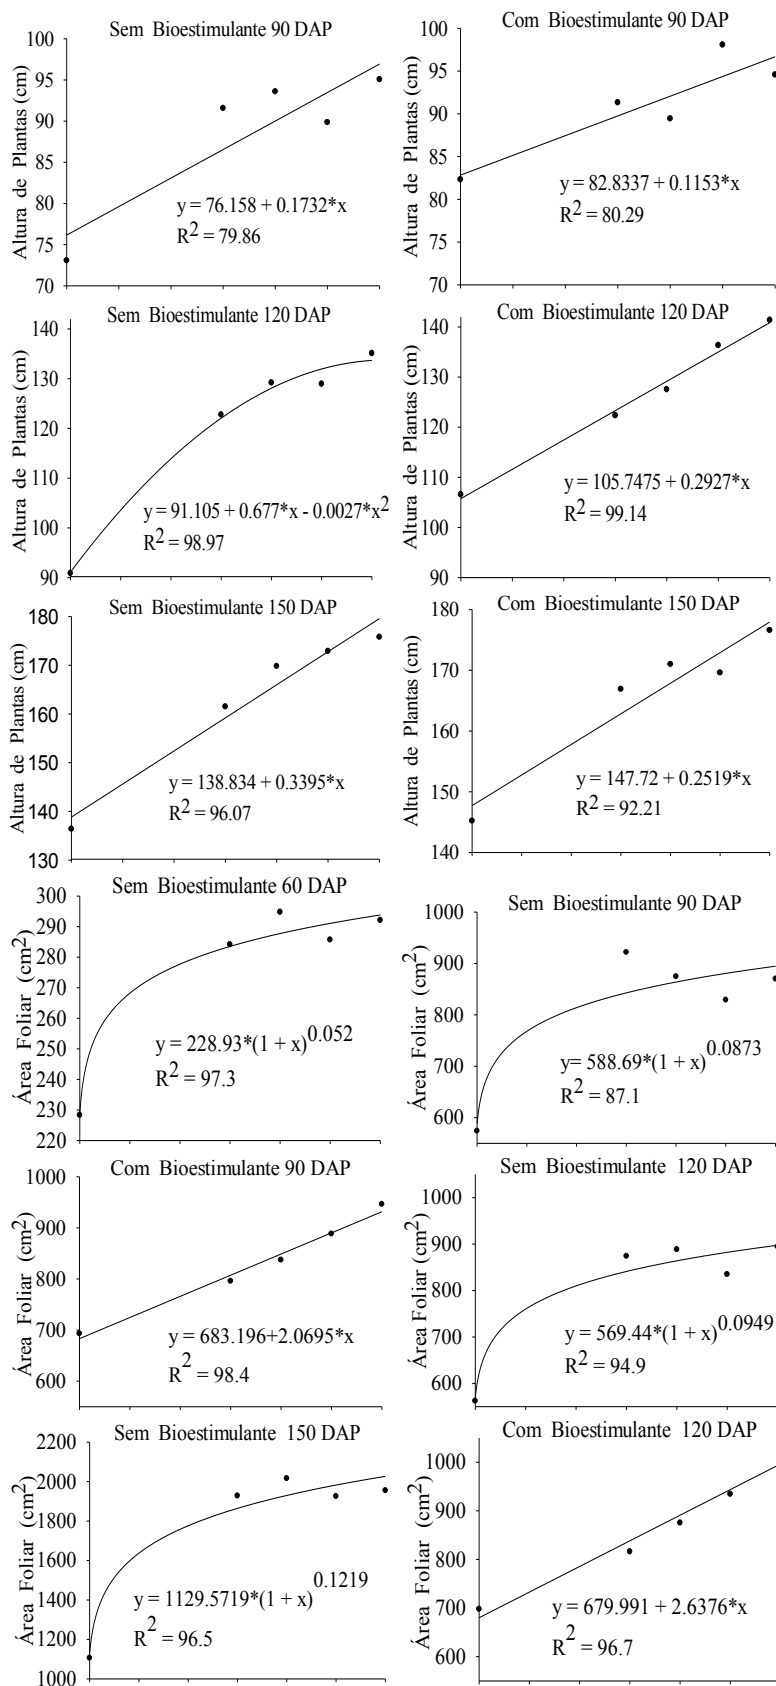 Sem Bioestimulante 90 DAP
Altura de Plantas (cm)
100
95
90
85
80
75
70
y = 76.158 + 0.1732*x
R2 = 79.86
Com Bioestimulante 90 DAP
Altura de Plantas (cm)
100
95
90
85
80
75
70
y = 82.8337 + 0.1153*x
R2 = 80.29
Sem Bioestimulante 120 DAP
Altura de Plantas (cm)
140
130
120
110
100
90
y = 91.105 + 0.677*x - 0.0027*x2
R2 = 98.97
Com Bioestimulante 120 DAP
Altura de Plantas (cm)
140
130
120
110
100
90
y = 105.7475 + 0.2927*x
R2 = 99.14
Sem Bioestimulante 150 DAP
Altura de Plantas (cm)
180
170
160
150
140
130
y = 138.834 + 0.3395*x
R2 = 96.07
Com Bioestimulante 150 DAP
Altura de Plantas (cm)
180
170
160
150
140
y = 147.72 + 0.2519*x
R2 = 92.21
Sem Bioestimulante 60 DAP
Área Foliar (cm2)
300
290
280
270
260
250
240
230
220
y = 228.93*(1 + x)0.052
R2 = 97.3
Sem Bioestimulante 90 DAP
Área Foliar (cm2)
1000
900
800
700
600
y= 588.69*(1 + x)0.0873
R2 = 87.1
Com Bioestimulante 90 DAP
Área Foliar (cm2)
1000
900
800
700
600
y = 683.196+2.0695*x
R2 = 98.4
Sem Bioestimulante 120 DAP
Área Foliar (cm2)
1000
900
800
700
600
y = 569.44*(1 + x)0.0949
R2 = 94.9
Sem Bioestimulante 150 DAP
Área Foliar (cm2)
2200
2000
1800
1600
1400
1200
1000
y = 1129.5719*(1 + x)0.1219
R2 = 96.5
Com Bioestimulante 120 DAP
Área Foliar (cm2)
1000
900
800
700
600
y = 679.991 + 2.6376*x
R2 = 96.7